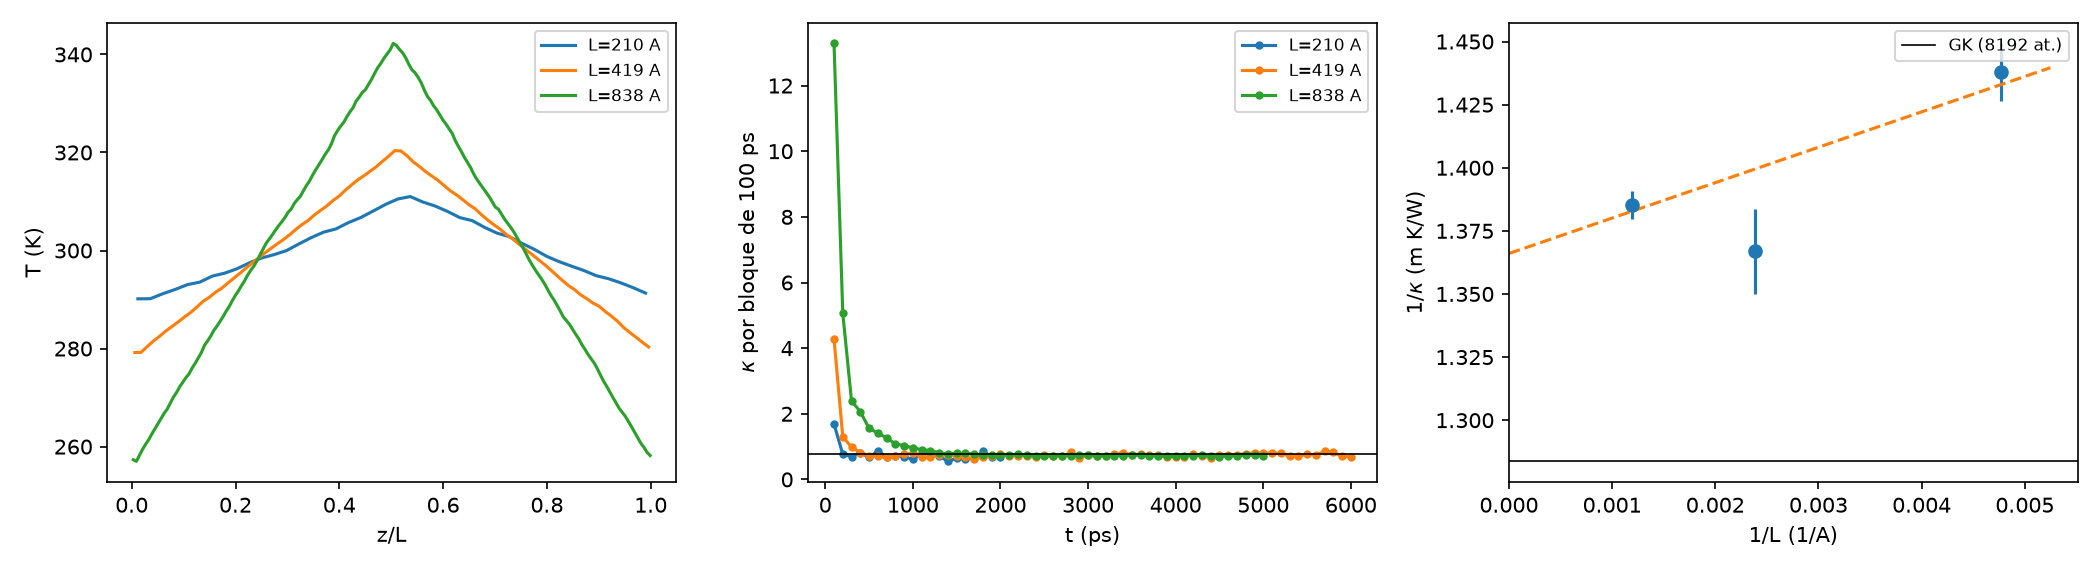 340
320
300
280
260
T (K)
0.0 0.2 0.4 0.6 0.8 1.0
z/L
L=210 A
L=419 A
L=838 A
12
10
8
6
4
2
0
κ por bloque de 100 ps
0 1000 2000 3000 4000 5000 6000
t (ps)
L=210 A
L=419 A
L=838 A
1.450
1.425
1.400
1.375
1.350
1.325
1.300
1/κ (m K/W)
0.000 0.001 0.002 0.003 0.004 0.005
1/L (1/A)
GK (8192 at.)